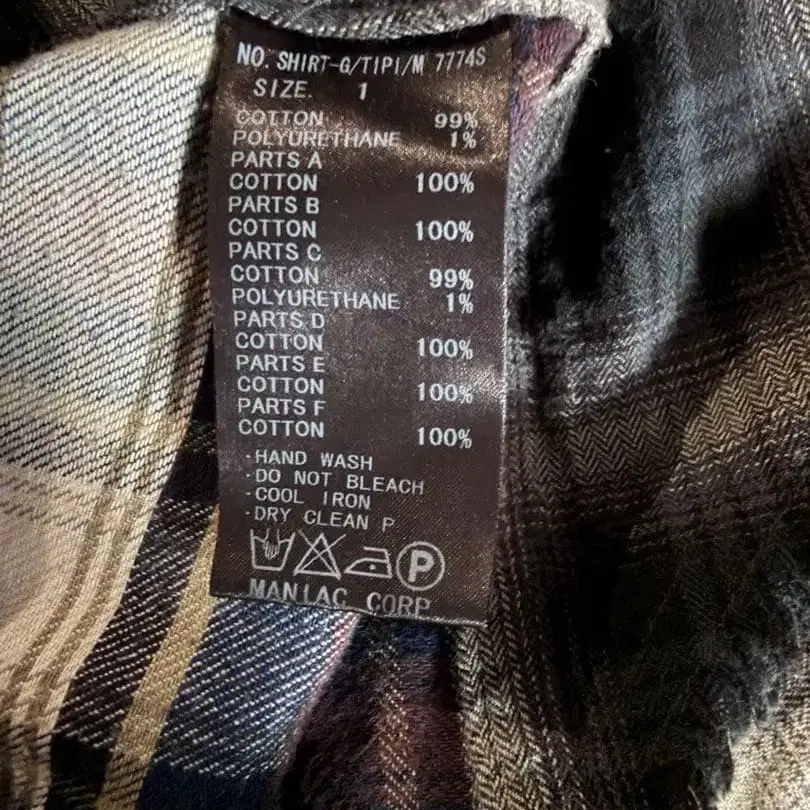 NO. SHIRT-G/TIPI/M 7774S
SIZE. 1
COTTON 99%
POLYURETHANE 1%
PARTS A
COTTON 100%
PARTS B
COTTON 100%
PARTS C
COTTON 99%
POLYURETHANE 1%
PARTS D
COTTON 100%
PARTS E
COTTON 100%
PARTS F
COTTON 100%
·HAND WASH
·DO NOT BLEACH
·COOL IRON
·DRY CLEAN P
P
MANIAC CORP